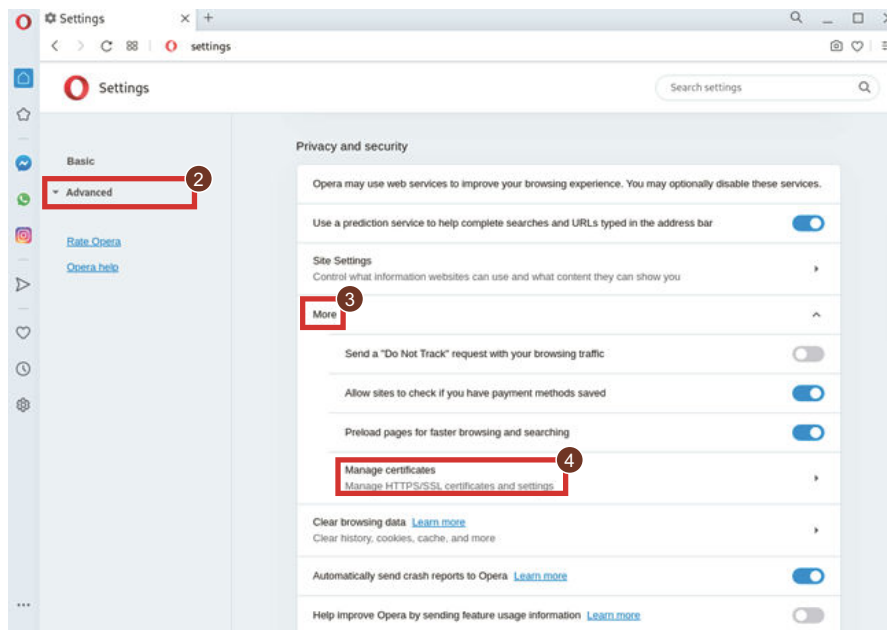 Settings
settings
Settings
Search settings
Basic
2
Advanced
Rate Opera
Opera help
Privacy and security
Opera may use web services to improve your browsing experience. You may optionally disable these services.
Use a prediction service to help complete searches and URLs typed in the address bar
Site Settings
Control what information websites can use and what content they can show you
3
More
Send a "Do Not Track" request with your browsing traffic
Allow sites to check if you have payment methods saved
Preload pages for faster browsing and searching
4
Manage certificates
Manage HTTPS/SSL certificates and settings
Clear browsing data Learn more
Clear history, cookies, cache, and more
Automatically send crash reports to Opera Learn more
Help improve Opera by sending feature usage information Learn more